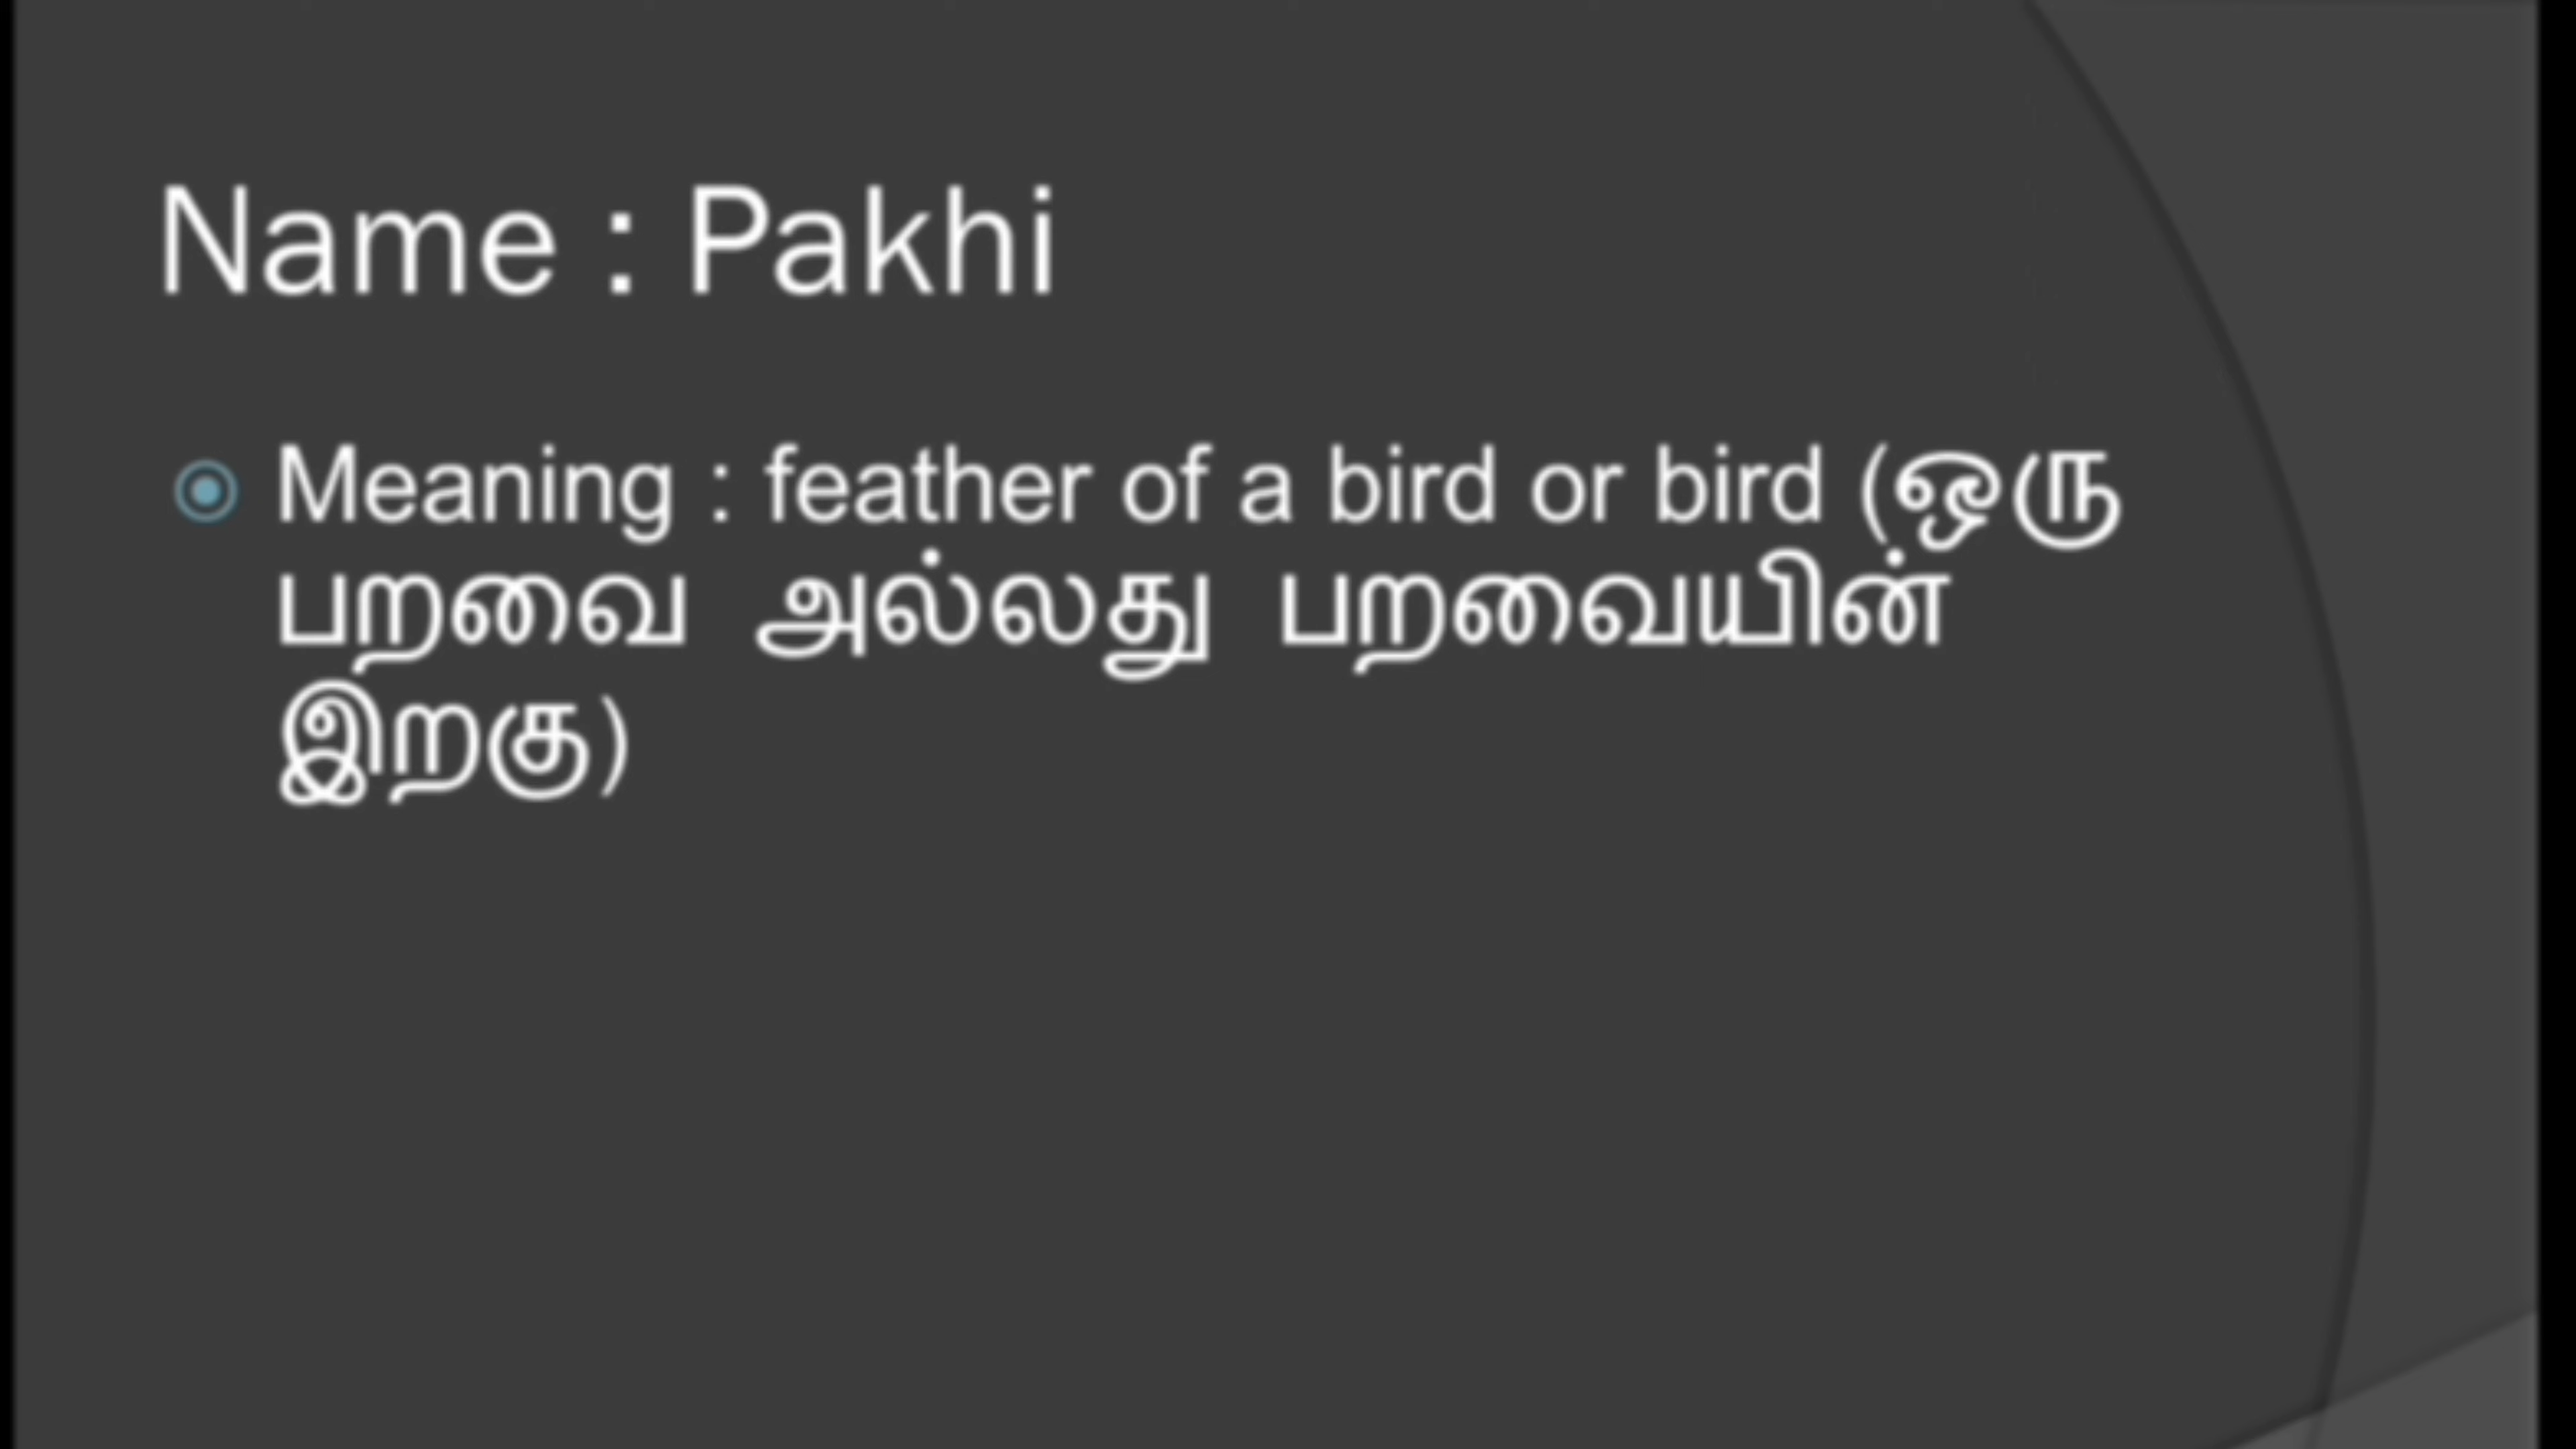 Name : Pakhi
Meaning : feather of a bird or bird (ஒரு
பறவை அல்லது பறவையின்
இறகு)